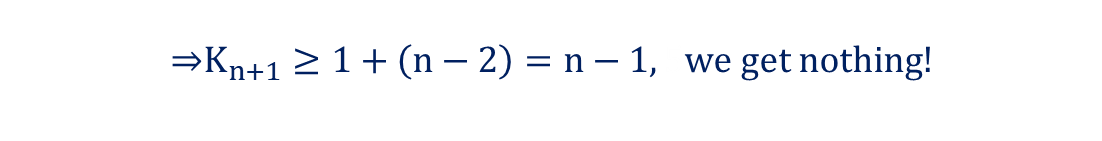 ⇒K_{n+1} ≥ 1 + (n − 2) = n − 1,   we get nothing!